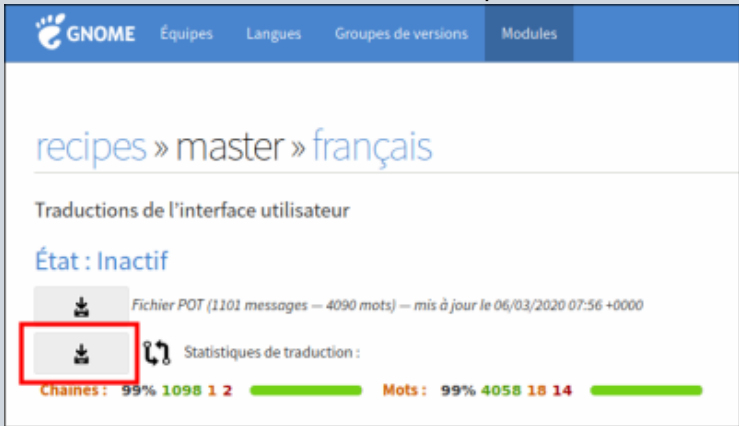 GNOME Équipes Langues Groupes de versions Modules
recipes » master » français
Traductions de l'interface utilisateur
État : Inactif
Fichier POT (1101 messages — 4090 mots) — mis à jour le 06/03/2020 07:56 +0000
Statistiques de traduction :
Chaînes : 99% 1098 1 2 Mots : 99% 4058 18 14